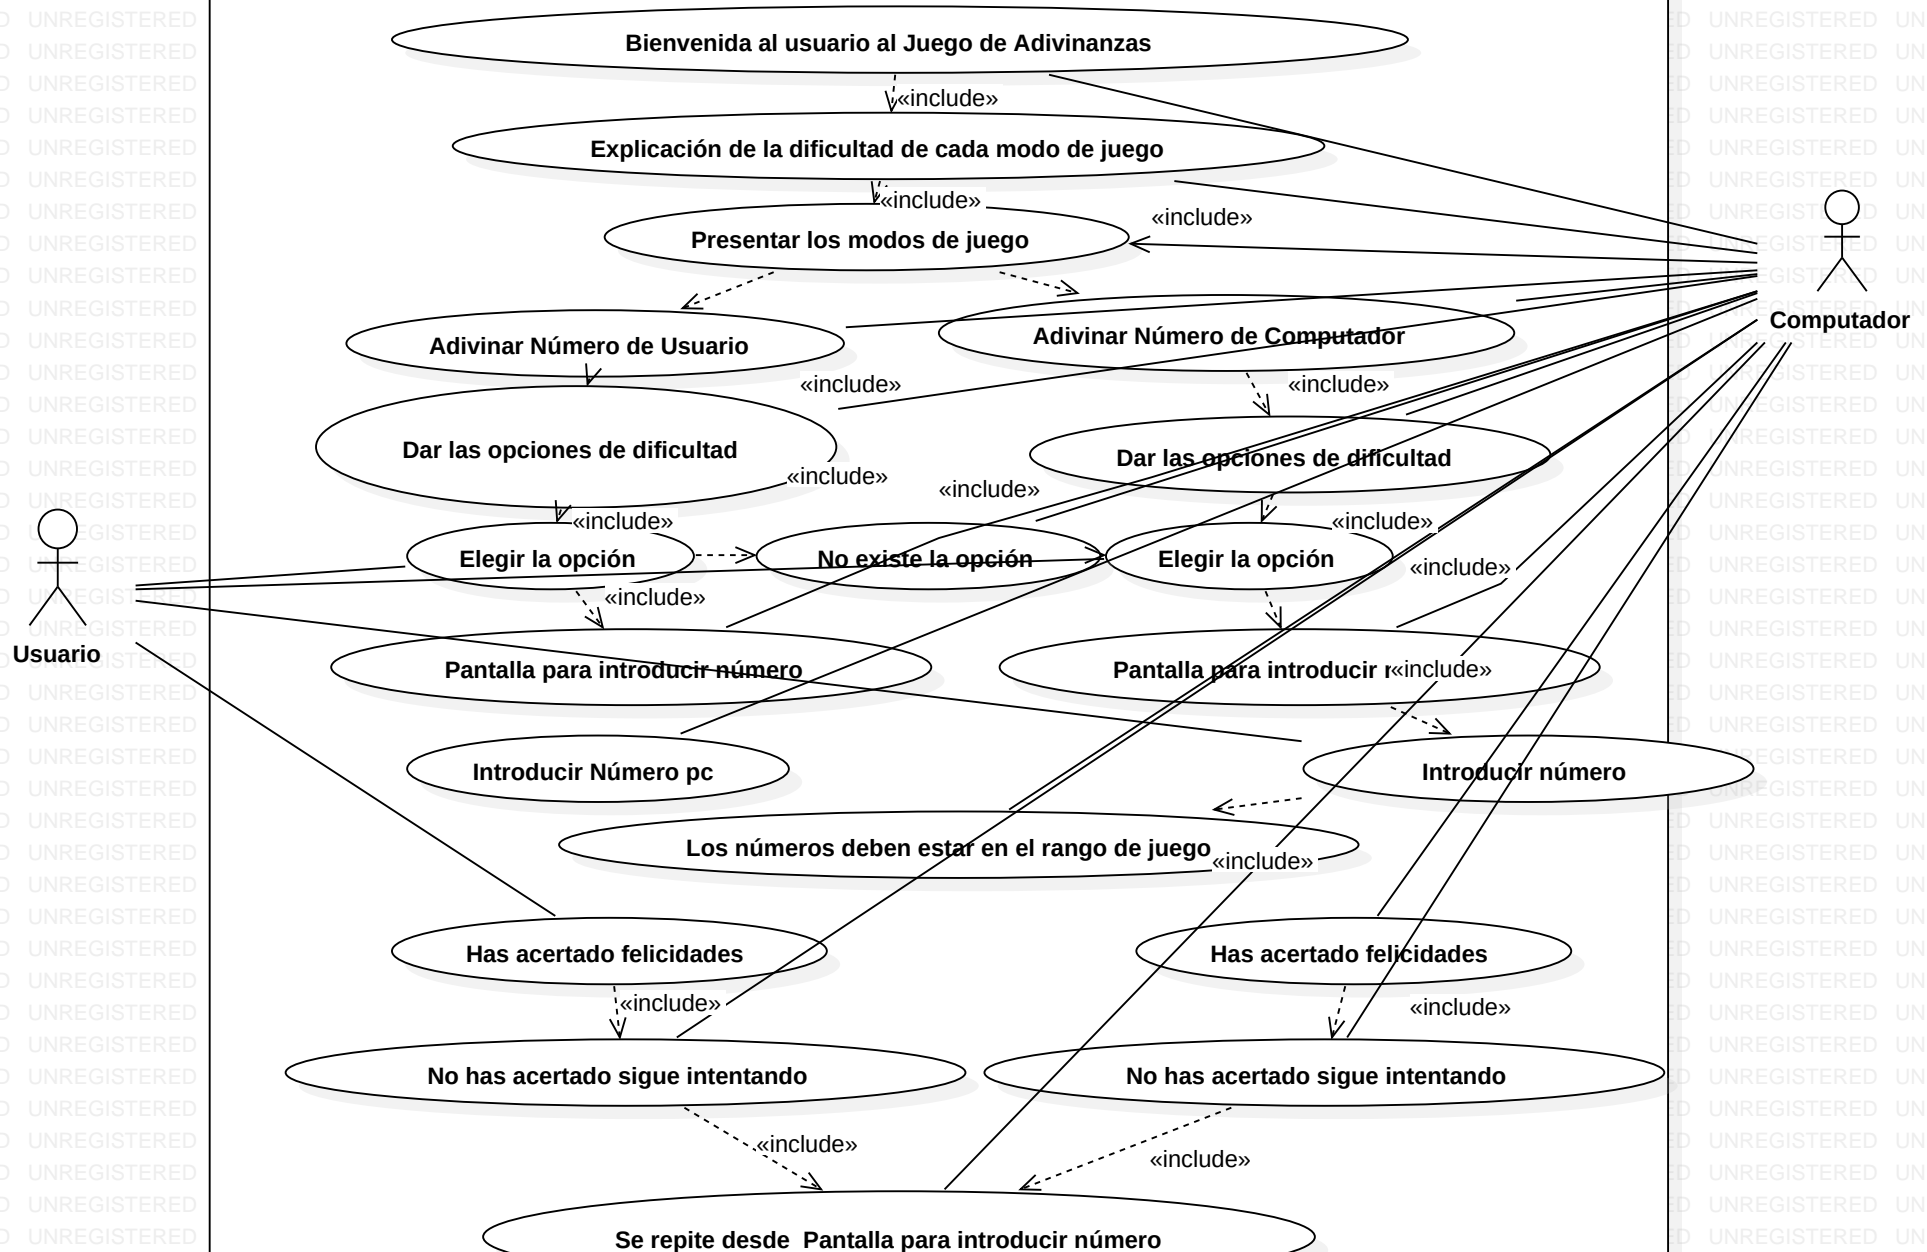 Bienvenida al usuario al Juego de Adivinanzas
«include»
Explicación de la dificultad de cada modo de juego
«include»
«include»
Presentar los modos de juego
Computador
Adivinar Número de Usuario
Adivinar Número de Computador
«include»
«include»
Dar las opciones de dificultad
Dar las opciones de dificultad
«include»
«include»
«include»
«include»
Elegir la opción
No existe la opción
Elegir la opción
«include»
«include»
Usuario
Pantalla para introducir número
Pantalla para introducir
«include»
Introducir Número pc
Introducir número
Los números deben estar en el rango de juego
«include»
Has acertado felicidades
Has acertado felicidades
«include»
«include»
No has acertado sigue intentando
No has acertado sigue intentando
«include»
«include»
Se repite desde Pantalla para introducir número
UNREGISTERED